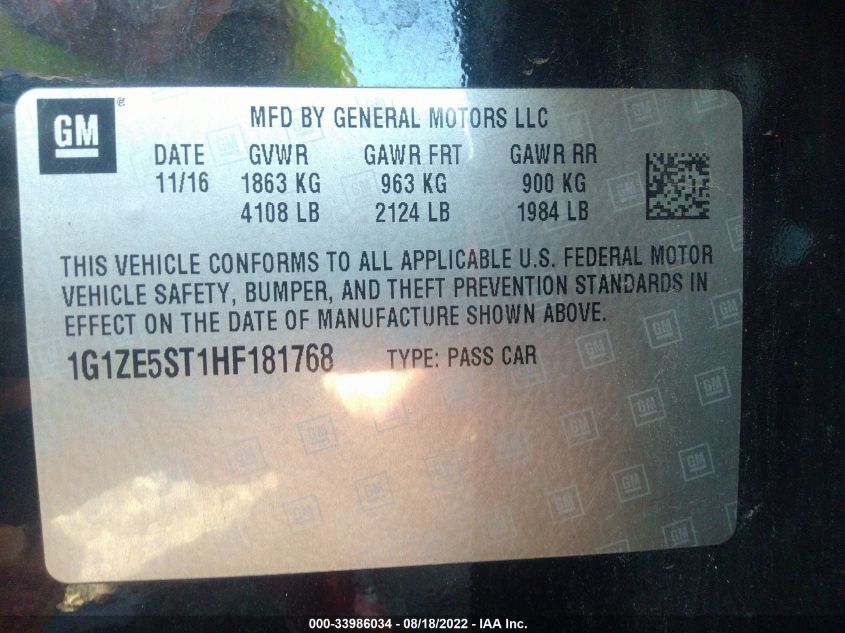 GM ®
MFD BY GENERAL MOTORS LLC
DATE GVWR GAWR FRT GAWR RR
11/16 1863 KG 963 KG 900 KG
4108 LB 2124 LB 1984 LB
THIS VEHICLE CONFORMS TO ALL APPLICABLE U.S. FEDERAL MOTOR
VEHICLE SAFETY, BUMPER, AND THEFT PREVENTION STANDARDS IN
EFFECT ON THE DATE OF MANUFACTURE SHOWN ABOVE.
1G1ZE5ST1HF181768 TYPE: PASS CAR
000-33986034 - 08/18/2022 - IAA Inc.